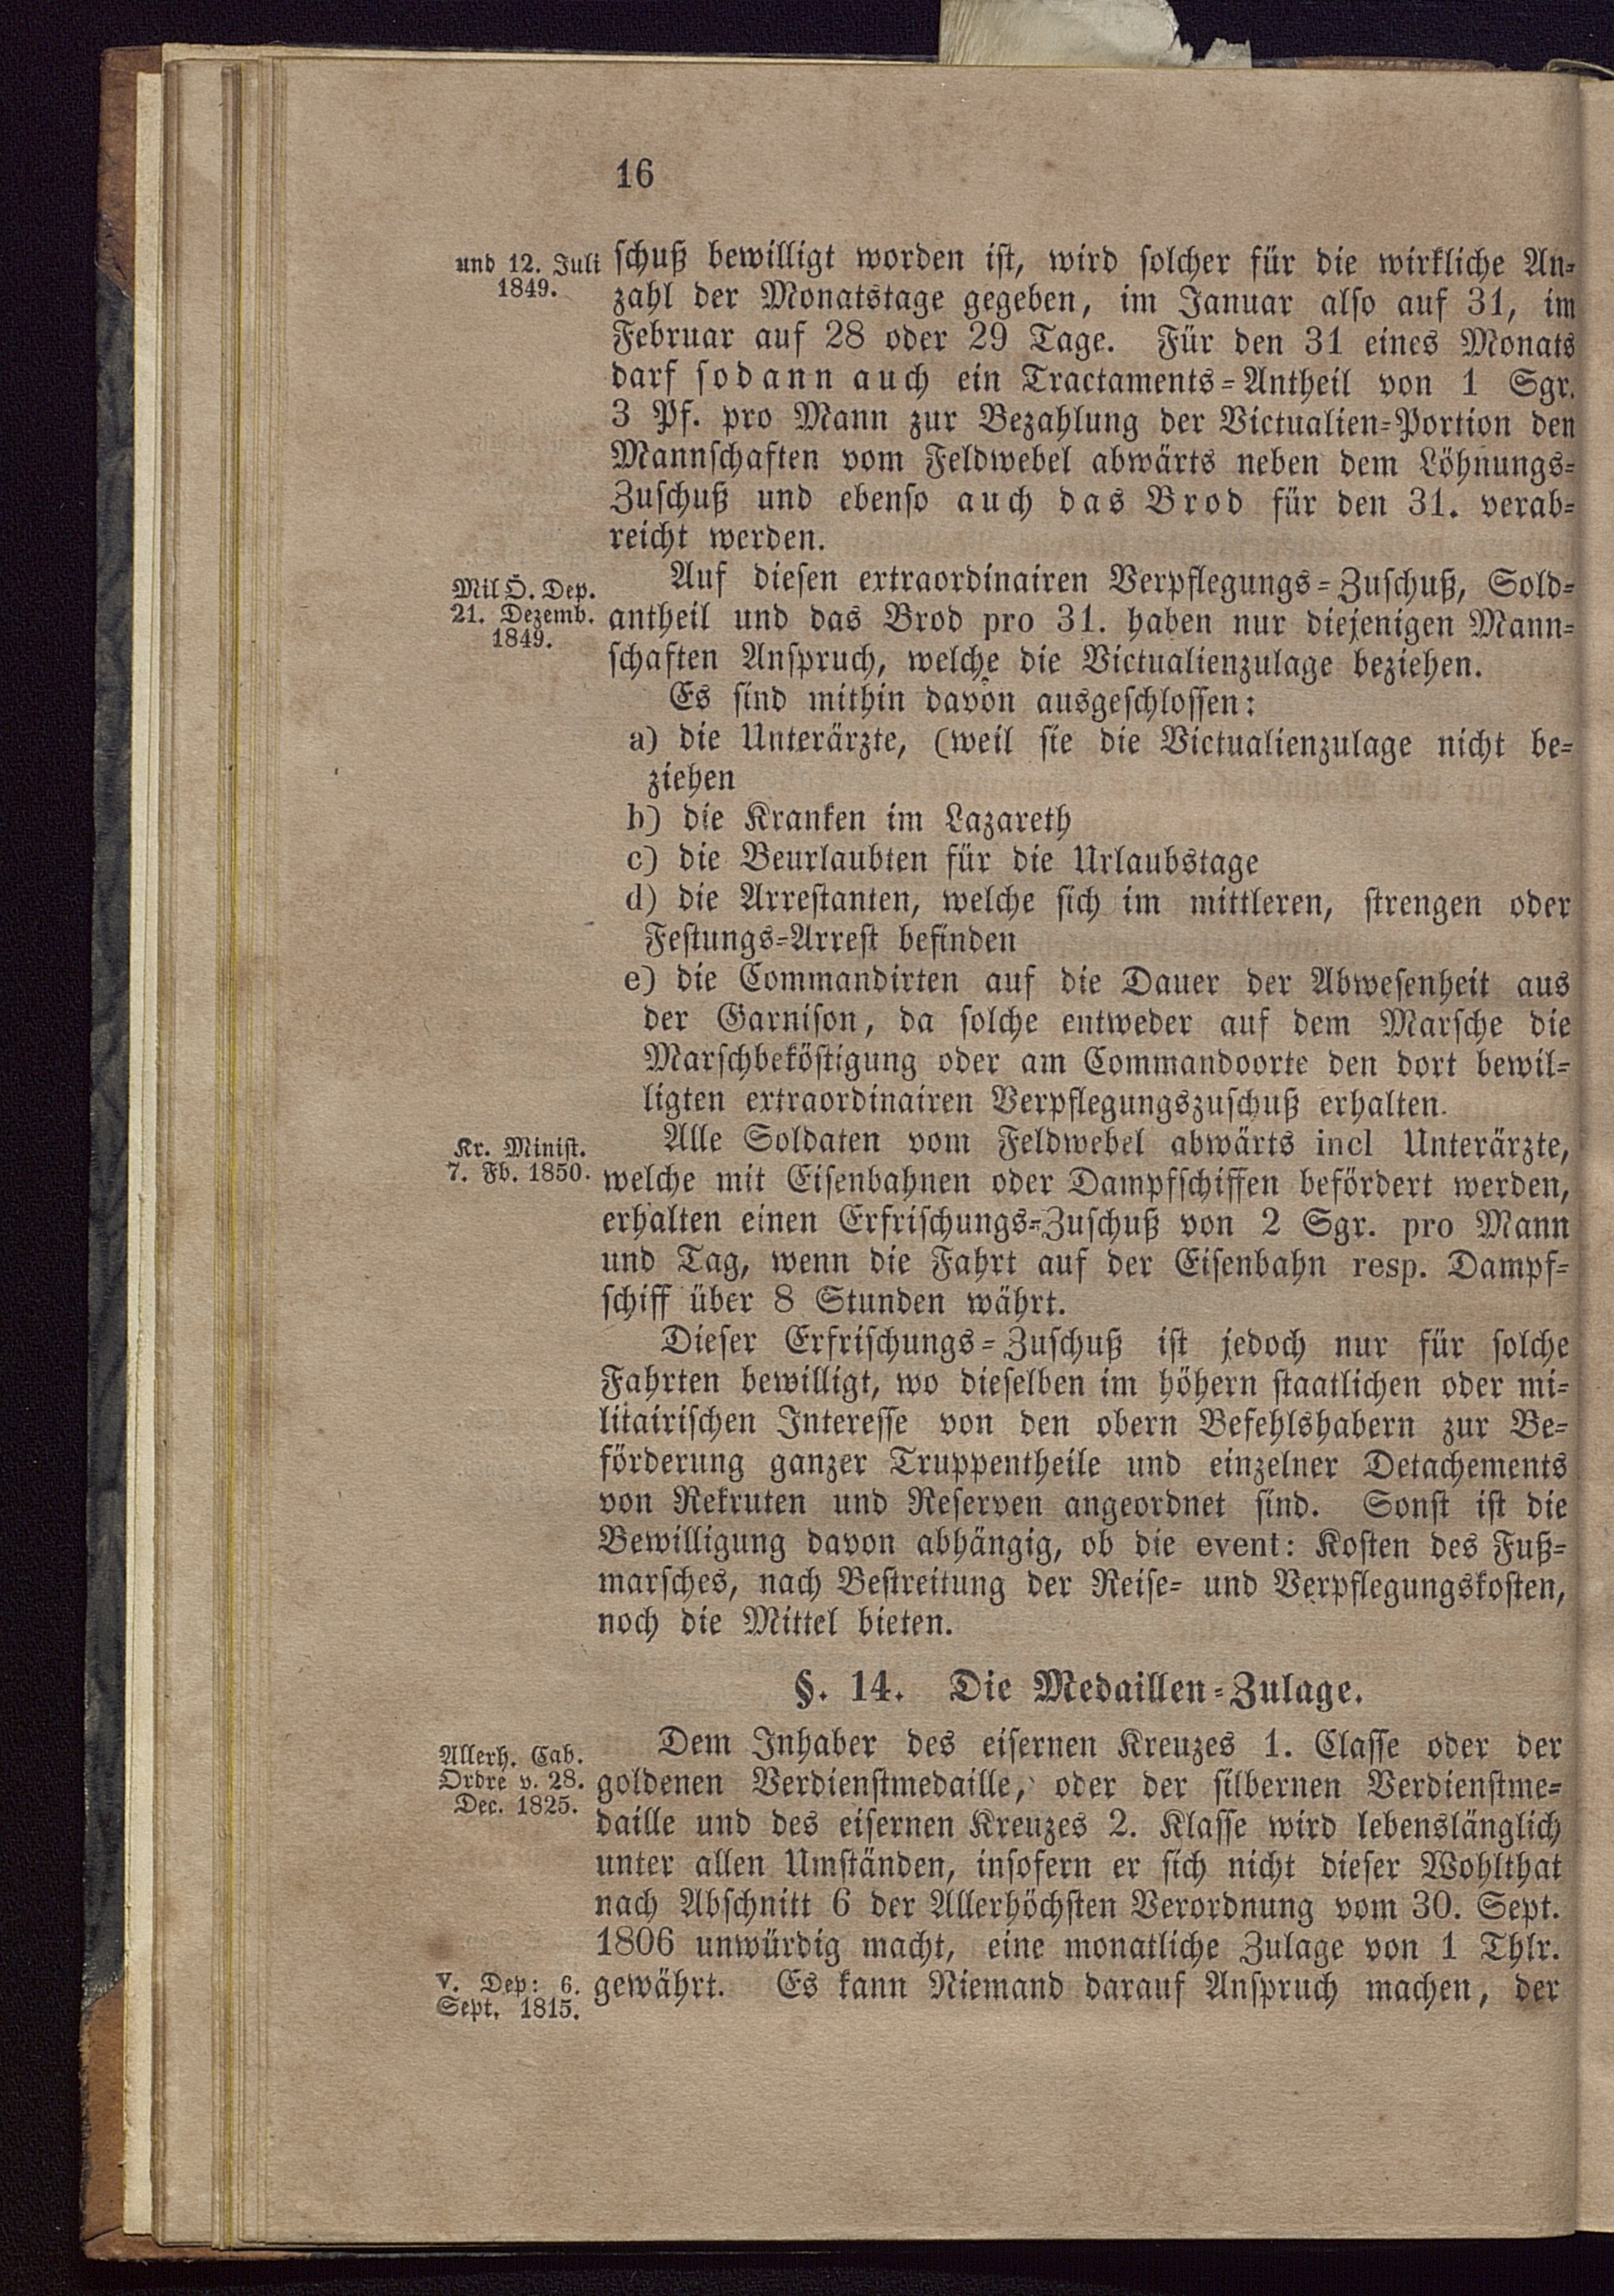 16
und 12. Juli
1849.
schuß bewilligt worden ist, wird solcher für die wirkliche An-
zahl der Monatstage gegeben, im Januar also auf 31, im
Februar auf 28 oder 29 Tage. Für den 31 eines Monats
darf sodann auch ein Tractaments-Antheil von 1 Sgr.
3 Pf. pro Mann zur Bezahlung der Victualien-Portion den
Mannschaften vom Feldwebel abwärts neben dem Löhnungs-
Zuschuß und ebenso auch das Brod für den 31. verab-
reicht werden.
Mil Ö. Dep.
21. Dezemb.
1849.
Auf diesen extraordinairen Verpflegungs-Zuschuß, Sold-
antheil und das Brod pro 31. haben nur diejenigen Mann-
schaften Anspruch, welche die Victualienzulage beziehen.
Es sind mithin davon ausgeschlossen:
a) die Unterärzte, (weil sie die Victualienzulage nicht be-
ziehen
b) die Kranken im Lazareth
c) die Beurlaubten für die Urlaubstage
d) die Arrestanten, welche sich im mittleren, strengen oder
Festungs-Arrest befinden
e) die Commandirten auf die Dauer der Abwesenheit aus
der Garnison, da solche entweder auf dem Marsche die
Marschbeköstigung oder am Commandoorte den dort bewil-
ligten extraordinairen Verpflegungszuschuß erhalten.
Kr. Minist.
7. Fb. 1850.
Alle Soldaten vom Feldwebel abwärts incl Unterärzte,
welche mit Eisenbahnen oder Dampfschiffen befördert werden,
erhalten einen Erfrischungs-Zuschuß von 2 Sgr. pro Mann
und Tag, wenn die Fahrt auf der Eisenbahn resp. Dampf-
schiff über 8 Stunden währt.
Dieser Erfrischungs-Zuschuß ist jedoch nur für solche
Fahrten bewilligt, wo dieselben im höhern staatlichen oder mi-
litairischen Interesse von den obern Befehlshabern zur Be-
förderung ganzer Truppentheile und einzelner Detachements
von Rekruten und Reserven angeordnet sind. Sonst ist die
Bewilligung davon abhängig, ob die event: Kosten des Fuß-
marsches, nach Bestreitung der Reise- und Verpflegungskosten,
noch die Mittel bieten.
§. 14. Die Medaillen-Zulage.
Allerh. Cab.
Ordre v. 28.
Dec. 1825.
Dem Inhaber des eisernen Kreuzes 1. Classe oder der
goldenen Verdienstmedaille, oder der silbernen Verdienstme-
daille und des eisernen Kreuzes 2. Klasse wird lebenslänglich
unter allen Umständen, insofern er sich nicht dieser Wohlthat
nach Abschnitt 6 der Allerhöchsten Verordnung vom 30. Sept.
1806 unwürdig macht, eine monatliche Zulage von 1 Thlr.
V. Dep: 6.
Sept. 1815.
gewährt. Es kann Niemand darauf Anspruch machen, der